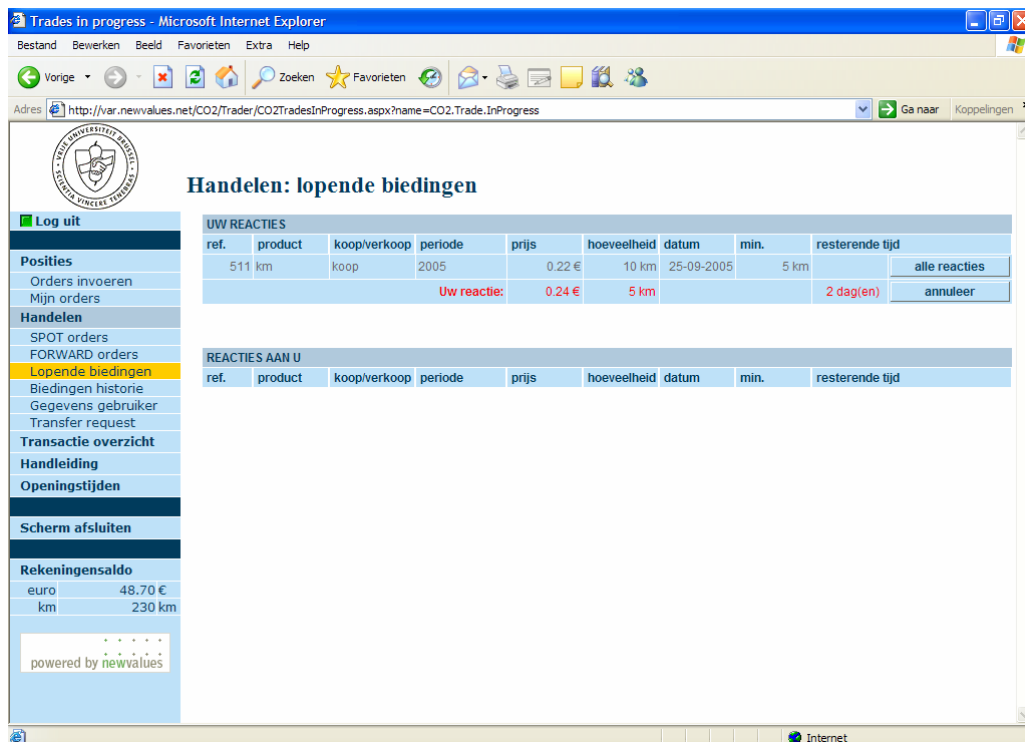 Trades in progress - Microsoft Internet Explorer
Bestand Bewerken Beeld Favorieten Extra Help
Vorige Zoeken Favorieten
Adres http://var.newvalues.net/CO2/Trader/CO2TradesInProgress.aspx?name=CO2.Trade.InProgress Ga naar Koppelingen
VRIJE UNIVERSITEIT BRUSSEL
SCIENTIA VINCERE TENEBRAS
Handelen: lopende biedingen
Log uit
Posities
Orders invoeren
Mijn orders
Handelen
SPOT orders
FORWARD orders
Lopende biedingen
Biedingen historie
Gegevens gebruiker
Transfer request
Transactie overzicht
Handleiding
Openingstijden
Scherm afsluiten
Rekeningensaldo
euro 48.70 €
km 230 km
powered by newvalues
UW REACTIES
ref. product koop/verkoop periode prijs hoeveelheid datum min. resterende tijd
511 km koop 2005 0.22 € 10 km 25-09-2005 5 km alle reacties
Uw reactie: 0.24 € 5 km 2 dag(en) annuleer
REACTIES AAN U
ref. product koop/verkoop periode prijs hoeveelheid datum min. resterende tijd
Internet